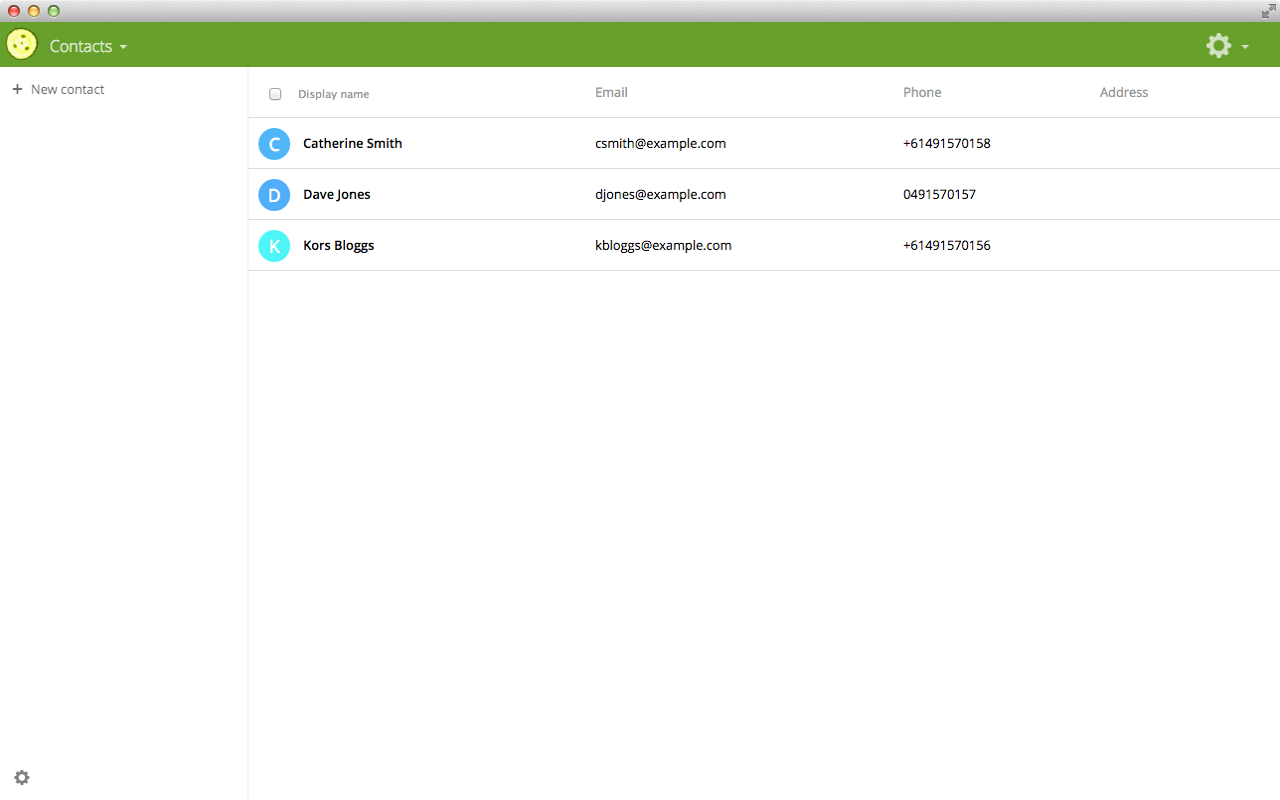 Contacts
+ New contact
Display name Email Phone Address
C Catherine Smith csmith@example.com +61491570158
D Dave Jones djones@example.com 0491570157
K Kors Bloggs kbloggs@example.com +61491570156